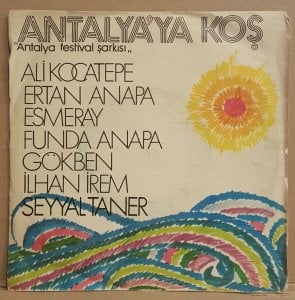 ANTALYA'YA KOŞ
"Antalya festival şarkısı„
ALİ KOCATEPE
ERTAN ANAPA
ESMERAY
FUNDA ANAPA
GÖKBEN
İLHAN İREM
SEYYAL TANER